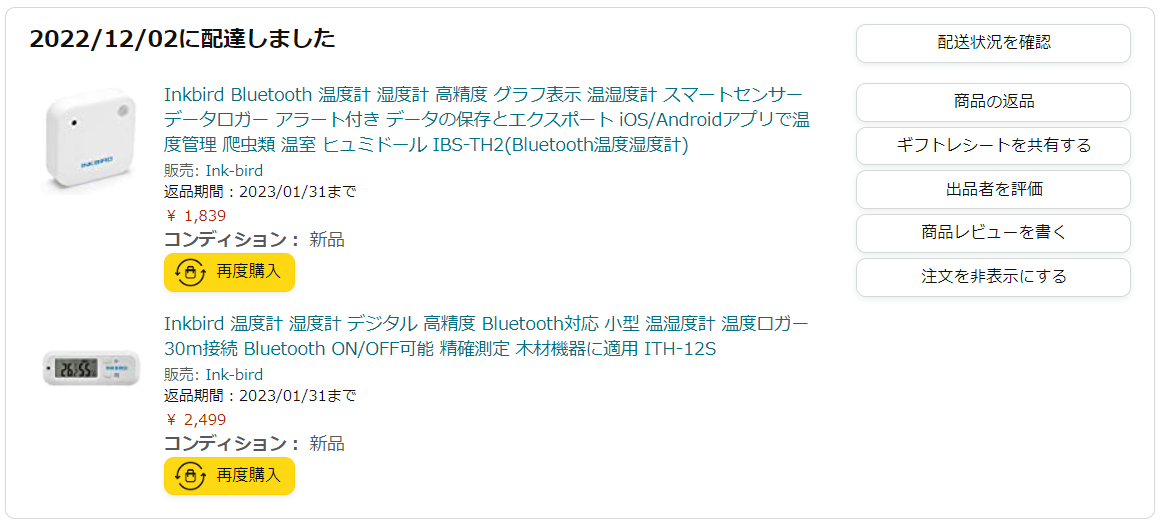 2022/12/02に配達しました
配送状況を確認
商品の返品
ギフトレシートを共有する
出品者を評価
商品レビューを書く
注文を非表示にする
INKBIRD
Inkbird Bluetooth 温度計 湿度計 高精度 グラフ表示 温湿度計 スマートセンサー
データロガー アラート付き データの保存とエクスポート iOS/Androidアプリで温
度管理 爬虫類 温室 ヒュミドール IBS-TH2(Bluetooth温度湿度計)
販売: Ink-bird
返品期間：2023/01/31まで
￥ 1,839
コンディション： 新品
再度購入
26 55%
INKBIRD
Inkbird 温度計 湿度計 デジタル 高精度 Bluetooth対応 小型 温湿度計 温度ロガー
30m接続 Bluetooth ON/OFF可能 精確測定 木材機器に適用 ITH-12S
販売: Ink-bird
返品期間：2023/01/31まで
￥ 2,499
コンディション： 新品
再度購入